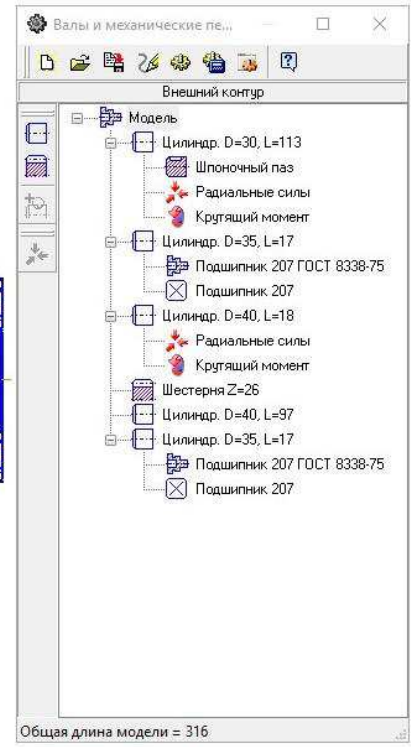 Валы и механические пе...
Внешний контур
Модель
Цилиндр. D=30, L=113
Шпоночный паз
Радиальные силы
Крутящий момент
Цилиндр. D=35, L=17
Подшипник 207 ГОСТ 8338-75
Подшипник 207
Цилиндр. D=40, L=18
Радиальные силы
Крутящий момент
Шестерня Z=26
Цилиндр. D=40, L=97
Цилиндр. D=35, L=17
Подшипник 207 ГОСТ 8338-75
Подшипник 207
Общая длина модели = 316